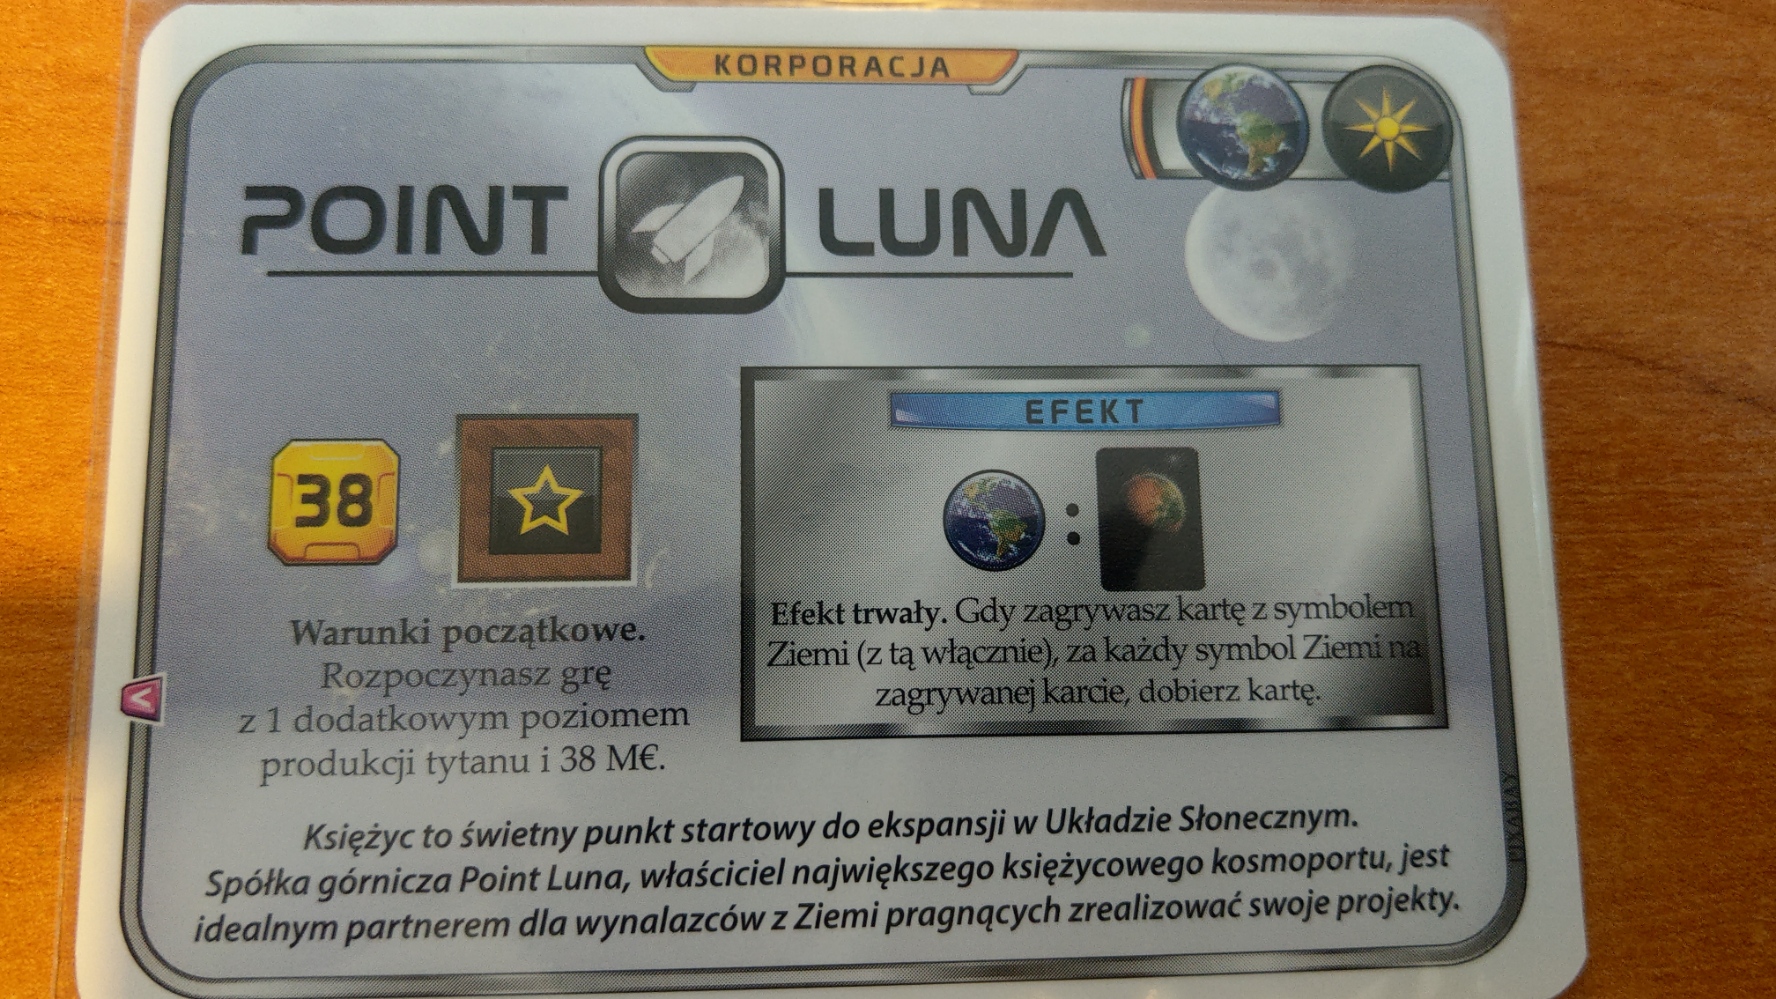 KORPORACJA
POINT LUNA
38
Warunki początkowe.
Rozpoczynasz grę
z 1 dodatkowym poziomem
produkcji tytanu i 38 M€.
EFEKT
:
Efekt trwały. Gdy zagrywasz kartę z symbolem
Ziemi (z tą włącznie), za każdy symbol Ziemi na
zagrywanej karcie, dobierz kartę.
Księżyc to świetny punkt startowy do ekspansji w Układzie Słonecznym.
Spółka górnicza Point Luna, właściciel największego księżycowego kosmoportu, jest
idealnym partnerem dla wynalazców z Ziemi pragnących zrealizować swoje projekty.
PIXABAY